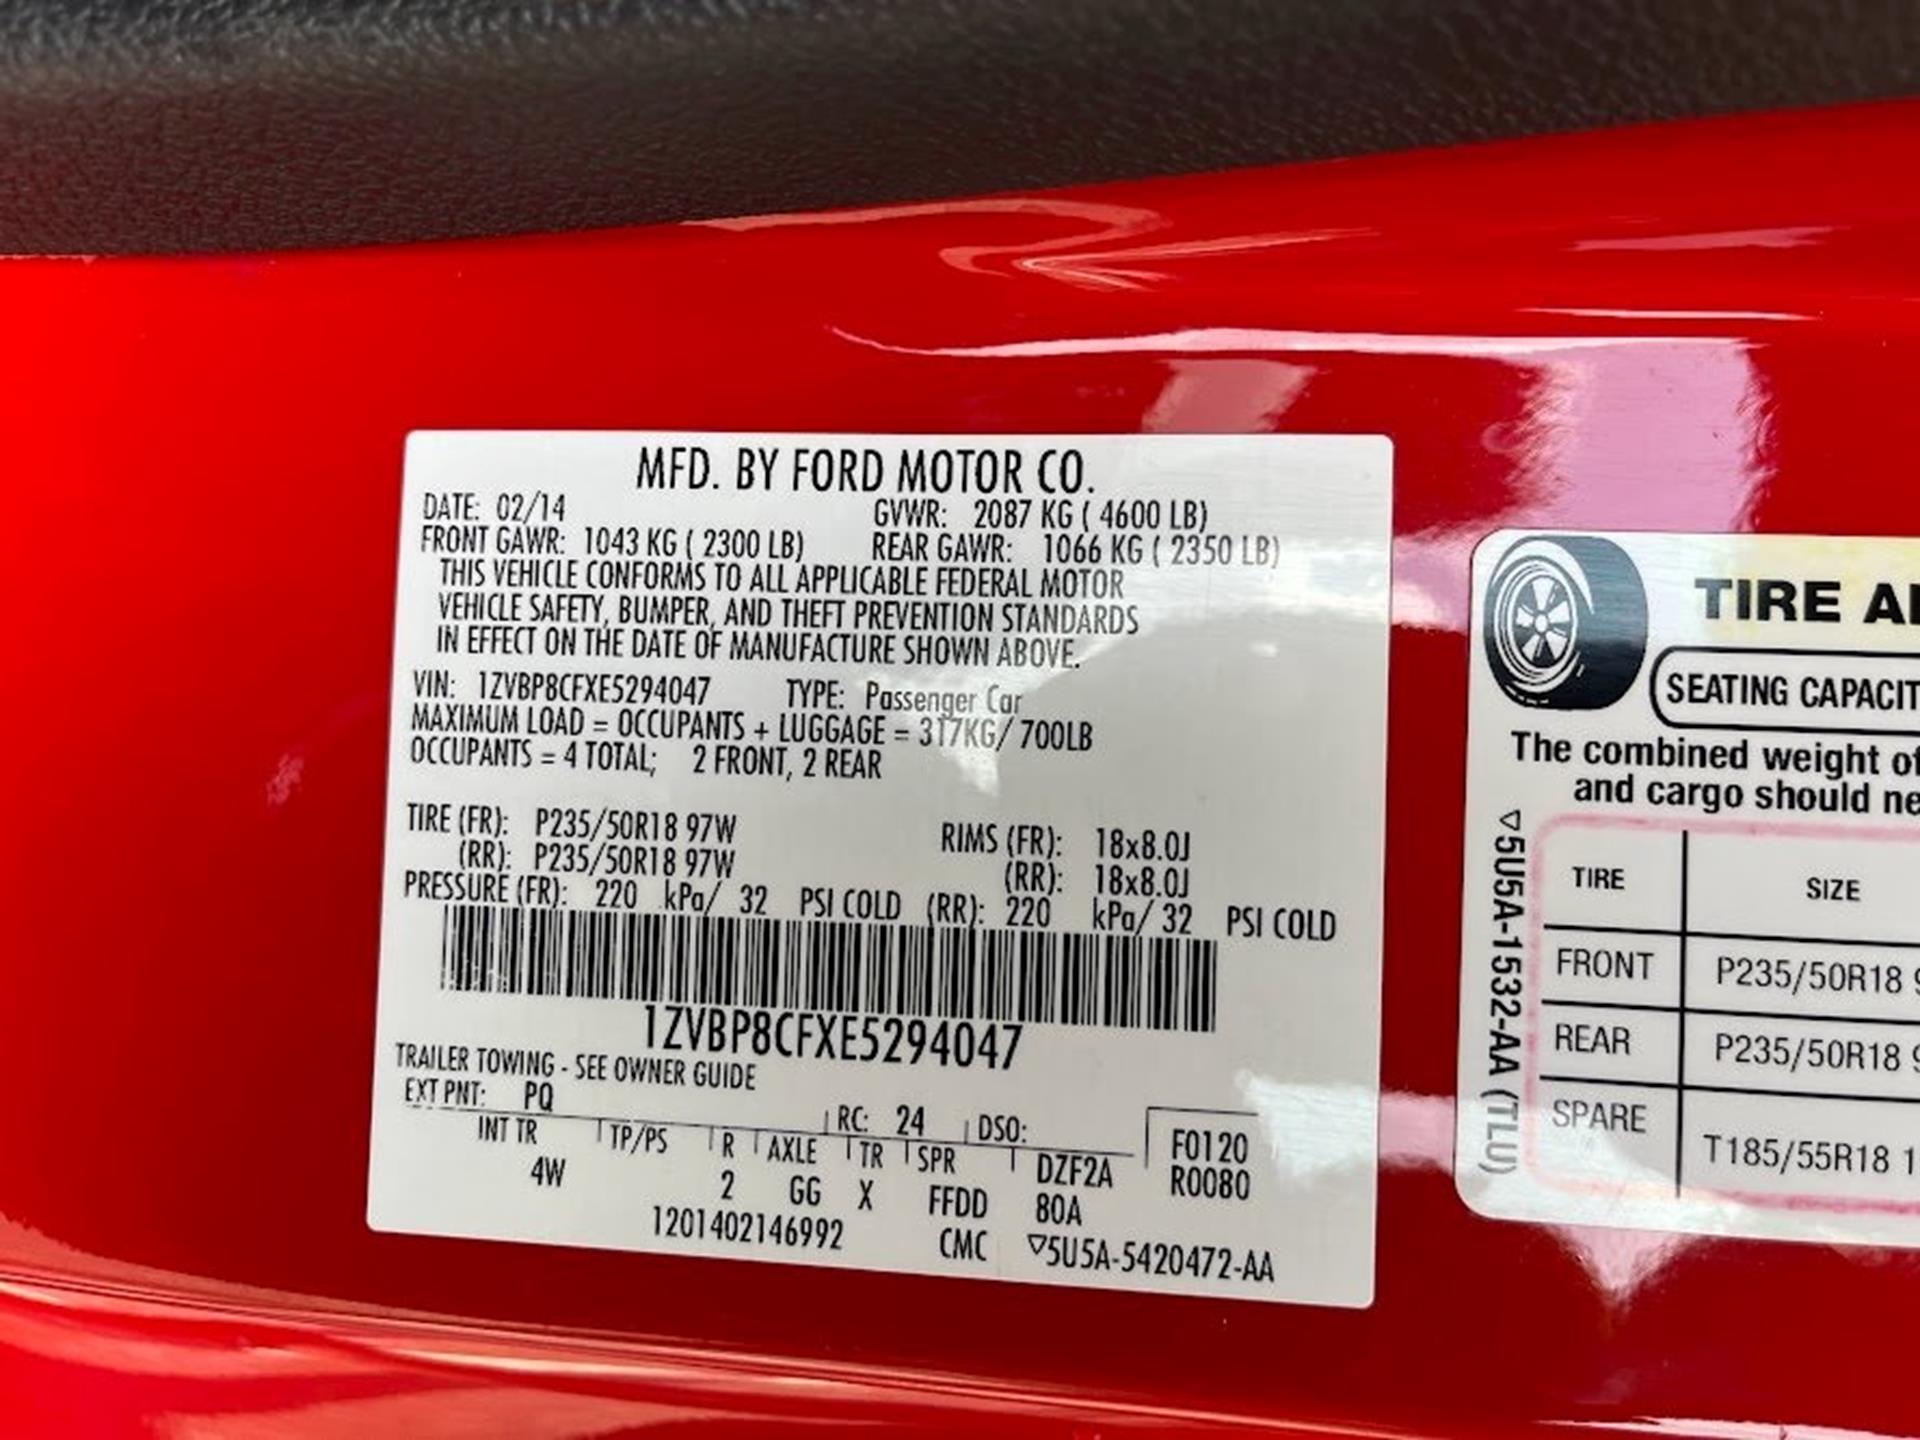 MFD. BY FORD MOTOR CO.
DATE: 02/14 GVWR: 2087 KG ( 4600 LB)
FRONT GAWR: 1043 KG ( 2300 LB) REAR GAWR: 1066 KG ( 2350 LB)
THIS VEHICLE CONFORMS TO ALL APPLICABLE FEDERAL MOTOR
VEHICLE SAFETY, BUMPER, AND THEFT PREVENTION STANDARDS
IN EFFECT ON THE DATE OF MANUFACTURE SHOWN ABOVE.
VIN: 1ZVBP8CFXE5294047 TYPE: Passenger Car
MAXIMUM LOAD = OCCUPANTS + LUGGAGE = 317KG/ 700LB
OCCUPANTS = 4 TOTAL; 2 FRONT, 2 REAR
TIRE (FR): P235/50R18 97W RIMS (FR): 18x8.0J
(RR): P235/50R18 97W (RR): 18x8.0J
PRESSURE (FR): 220 kPa/ 32 PSI COLD (RR): 220 kPa/ 32 PSI COLD
1ZVBP8CFXE5294047
TRAILER TOWING - SEE OWNER GUIDE
EXT PNT: PQ RC: 24 DSO: F0120
INT TR TP/PS R AXLE TR SPR DZF2A R0080
4W 2 GG X FFDD 80A
1201402146992 CMC ▽5U5A-5420472-AA
TIRE
SEATING CAPACIT
The combined weight of
and cargo should ne
▽5U5A-1532-AA (TLU)
TIRE SIZE
FRONT P235/50R18 9
REAR P235/50R18 9
SPARE T185/55R18 1